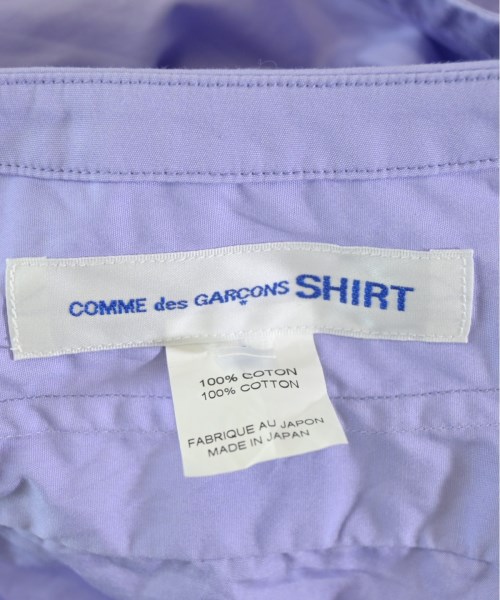 COMME des GARÇONS SHIRT
100% COTON
100% COTTON
FABRIQUE AU JAPON
MADE IN JAPAN